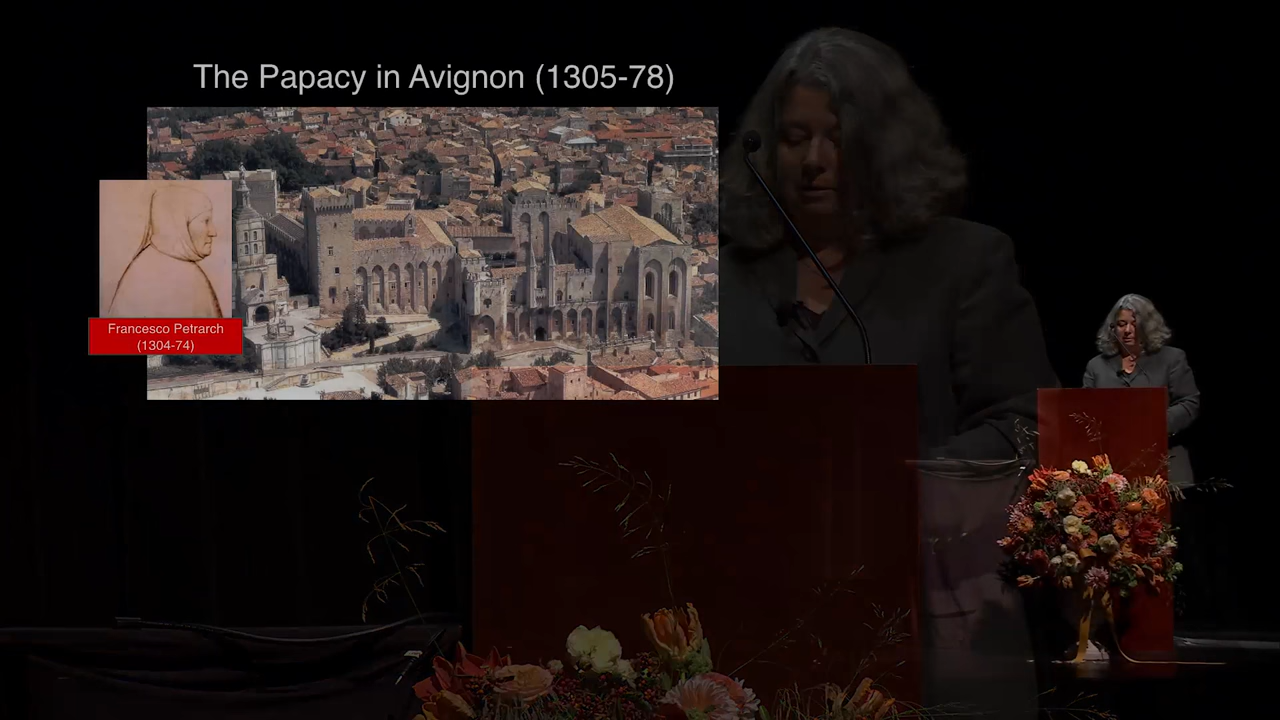 The Papacy in Avignon (1305-78)
Francesco Petrarch
(1304-74)